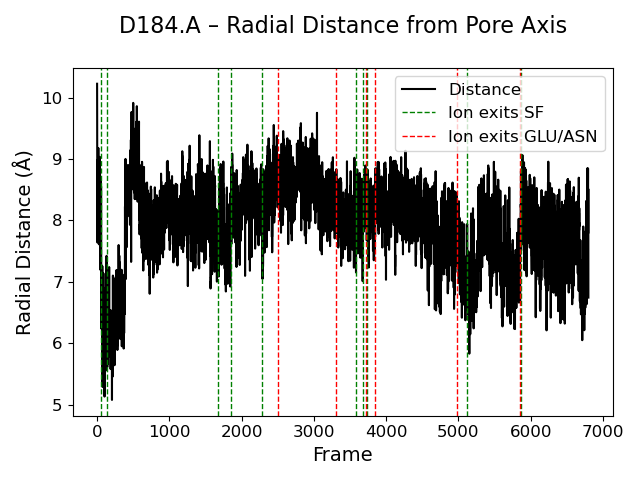 D184.A – Radial Distance from Pore Axis
Distance
Ion exits SF
Ion exits GLU/ASN
Radial Distance (Å)
10
9
8
7
6
5
0 1000 2000 3000 4000 5000 6000 7000
Frame